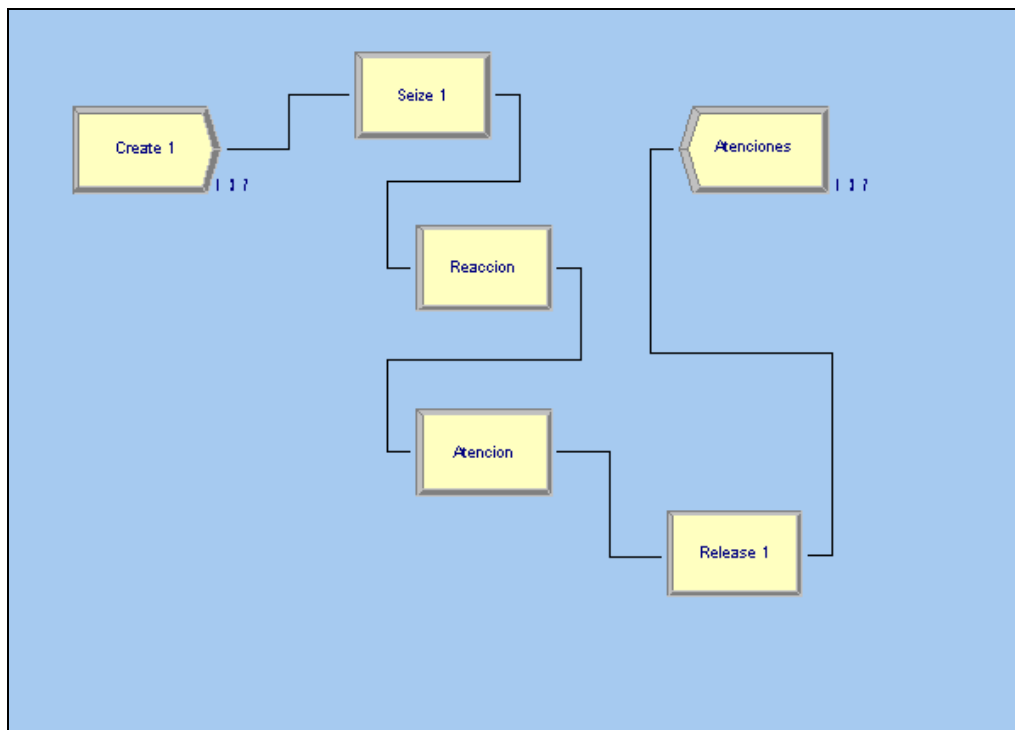 Create 1
Seize 1
Reaccion
Atencion
Release 1
Atenciones